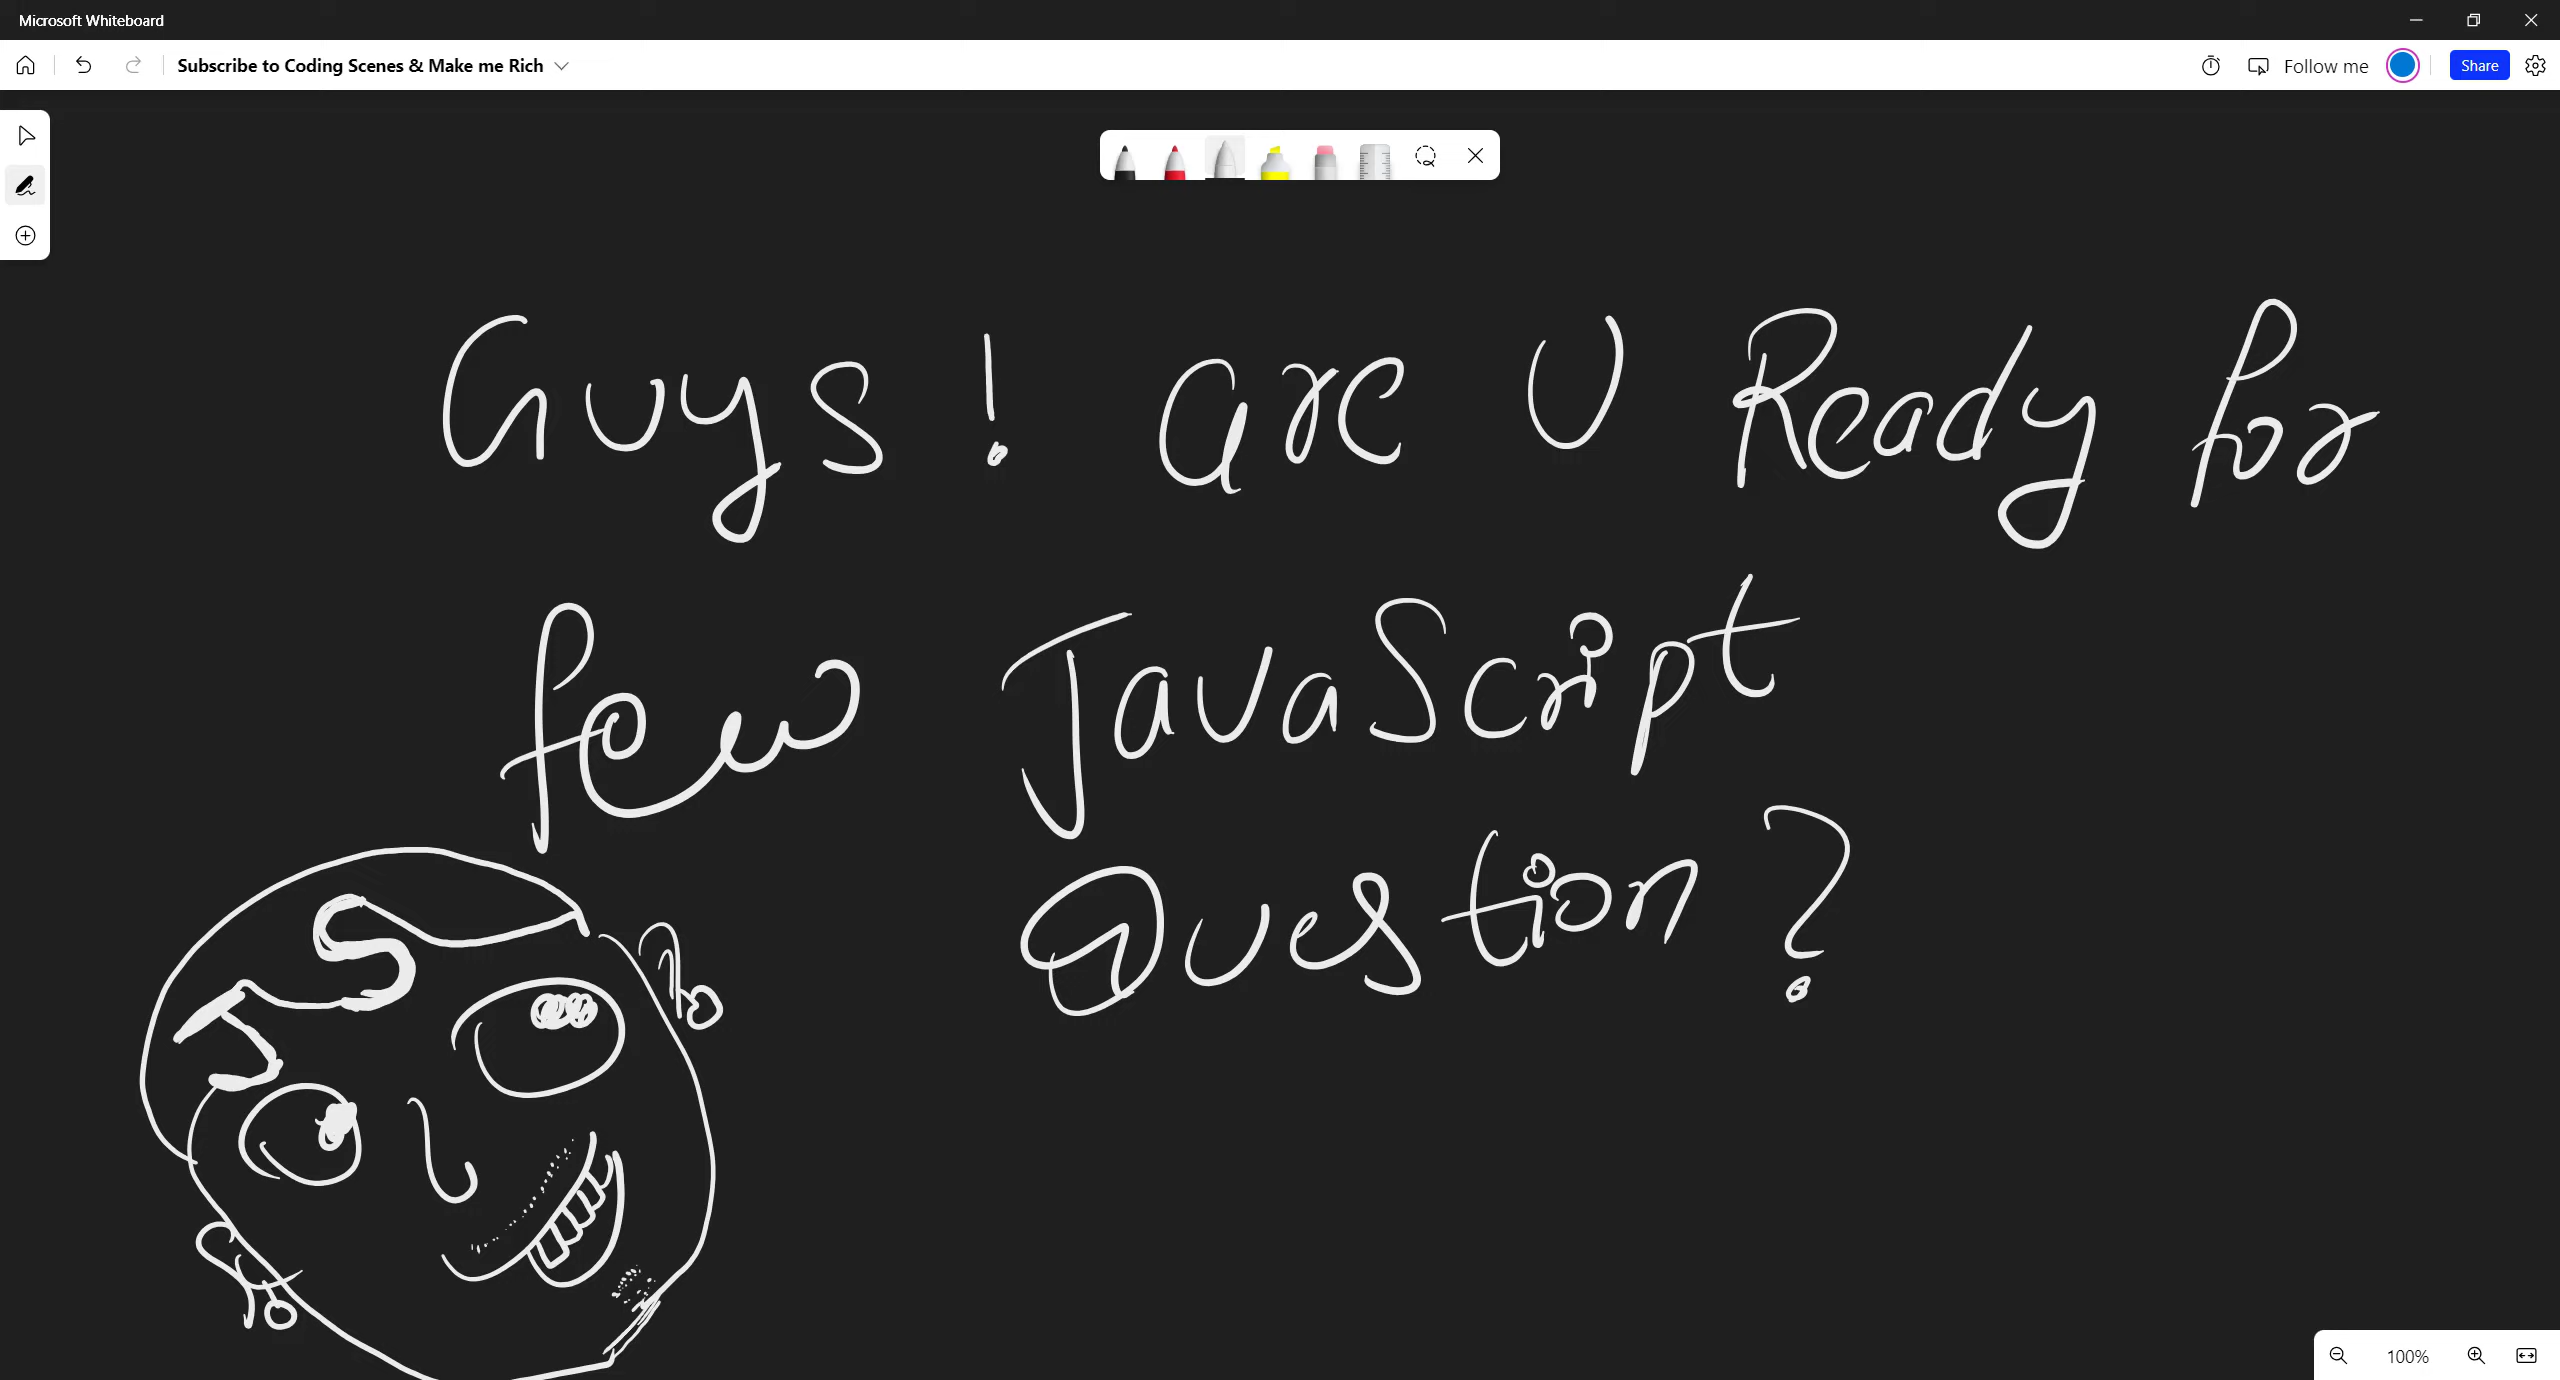 Microsoft Whiteboard
Subscribe to Coding Scenes & Make me Rich
Follow me
Share
Guys! are U Ready for
few JavaScript
Question?
JS
100%